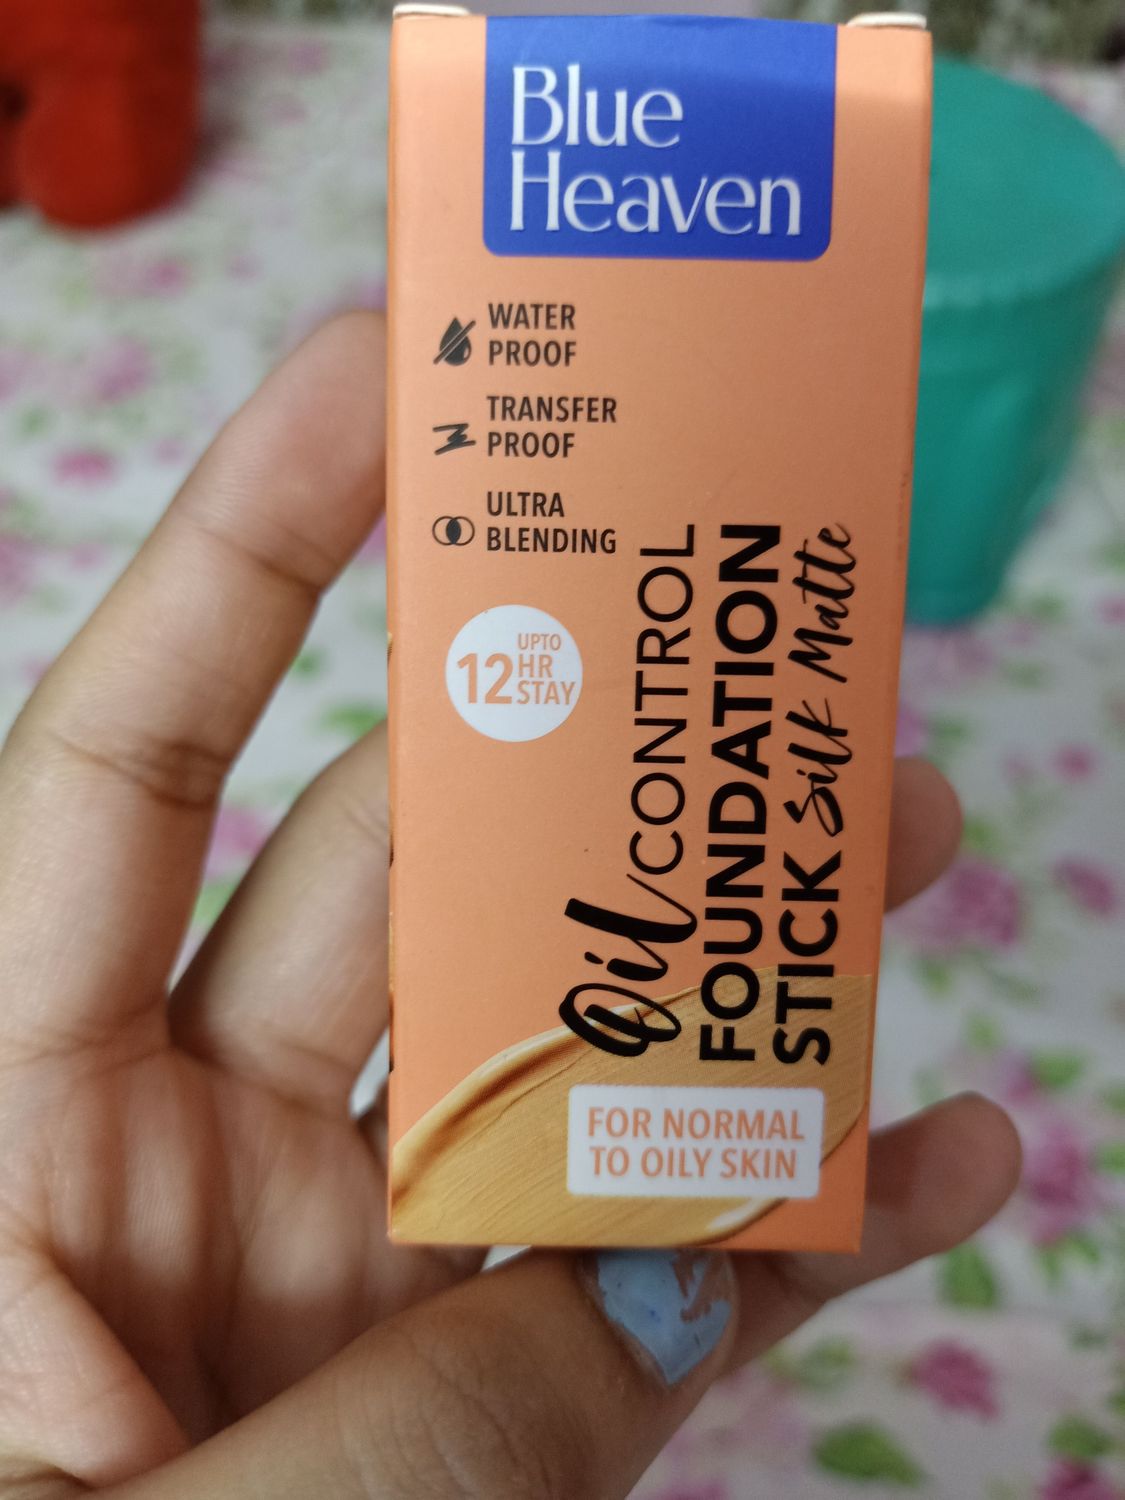 Blue
Heaven
WATER
PROOF
TRANSFER
PROOF
ULTRA
BLENDING
UPTO
12 HR
STAY
Oil CONTROL
FOUNDATION
STICK Silk Matte
FOR NORMAL
TO OILY SKIN